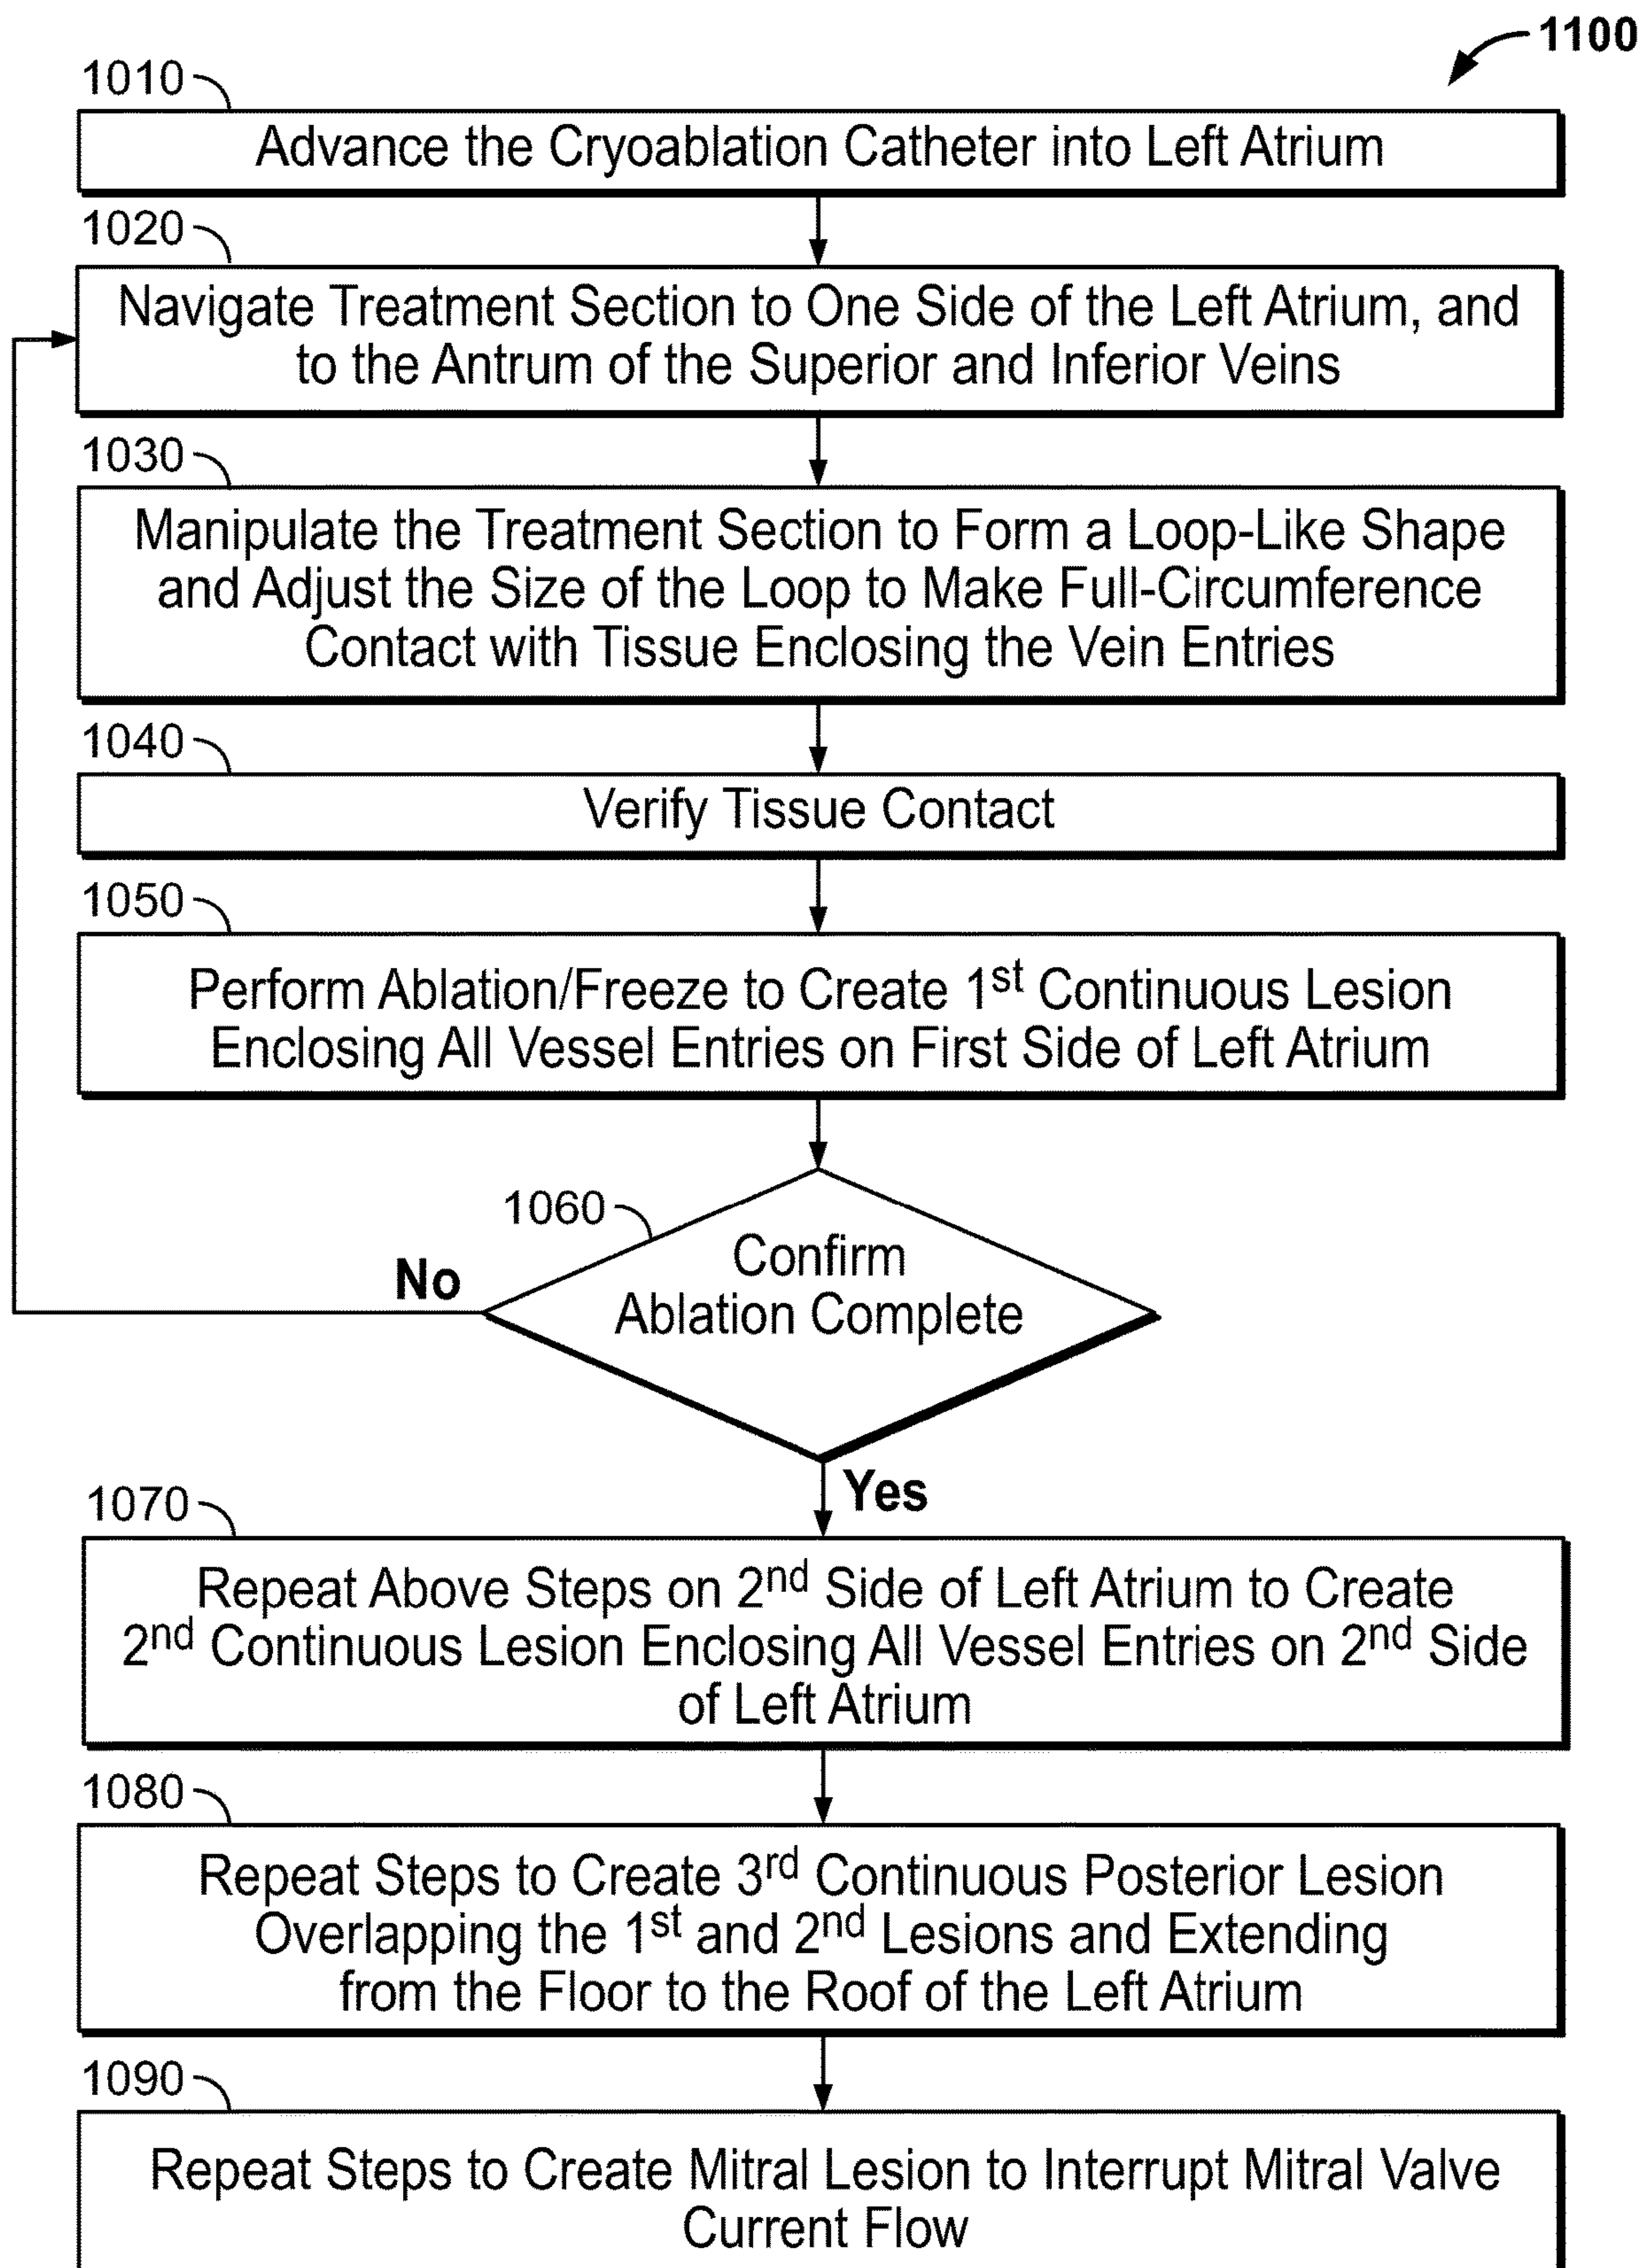 1100
1010
Advance the Cryoablation Catheter into Left Atrium
1020
Navigate Treatment Section to One Side of the Left Atrium, and
to the Antrum of the Superior and Inferior Veins
1030
Manipulate the Treatment Section to Form a Loop-Like Shape
and Adjust the Size of the Loop to Make Full-Circumference
Contact with Tissue Enclosing the Vein Entries
1040
Verify Tissue Contact
1050
Perform Ablation/Freeze to Create 1st Continuous Lesion
Enclosing All Vessel Entries on First Side of Left Atrium
1060
Confirm
Ablation Complete
No
Yes
1070
Repeat Above Steps on 2nd Side of Left Atrium to Create
2nd Continuous Lesion Enclosing All Vessel Entries on 2nd Side
of Left Atrium
1080
Repeat Steps to Create 3rd Continuous Posterior Lesion
Overlapping the 1st and 2nd Lesions and Extending
from the Floor to the Roof of the Left Atrium
1090
Repeat Steps to Create Mitral Lesion to Interrupt Mitral Valve
Current Flow